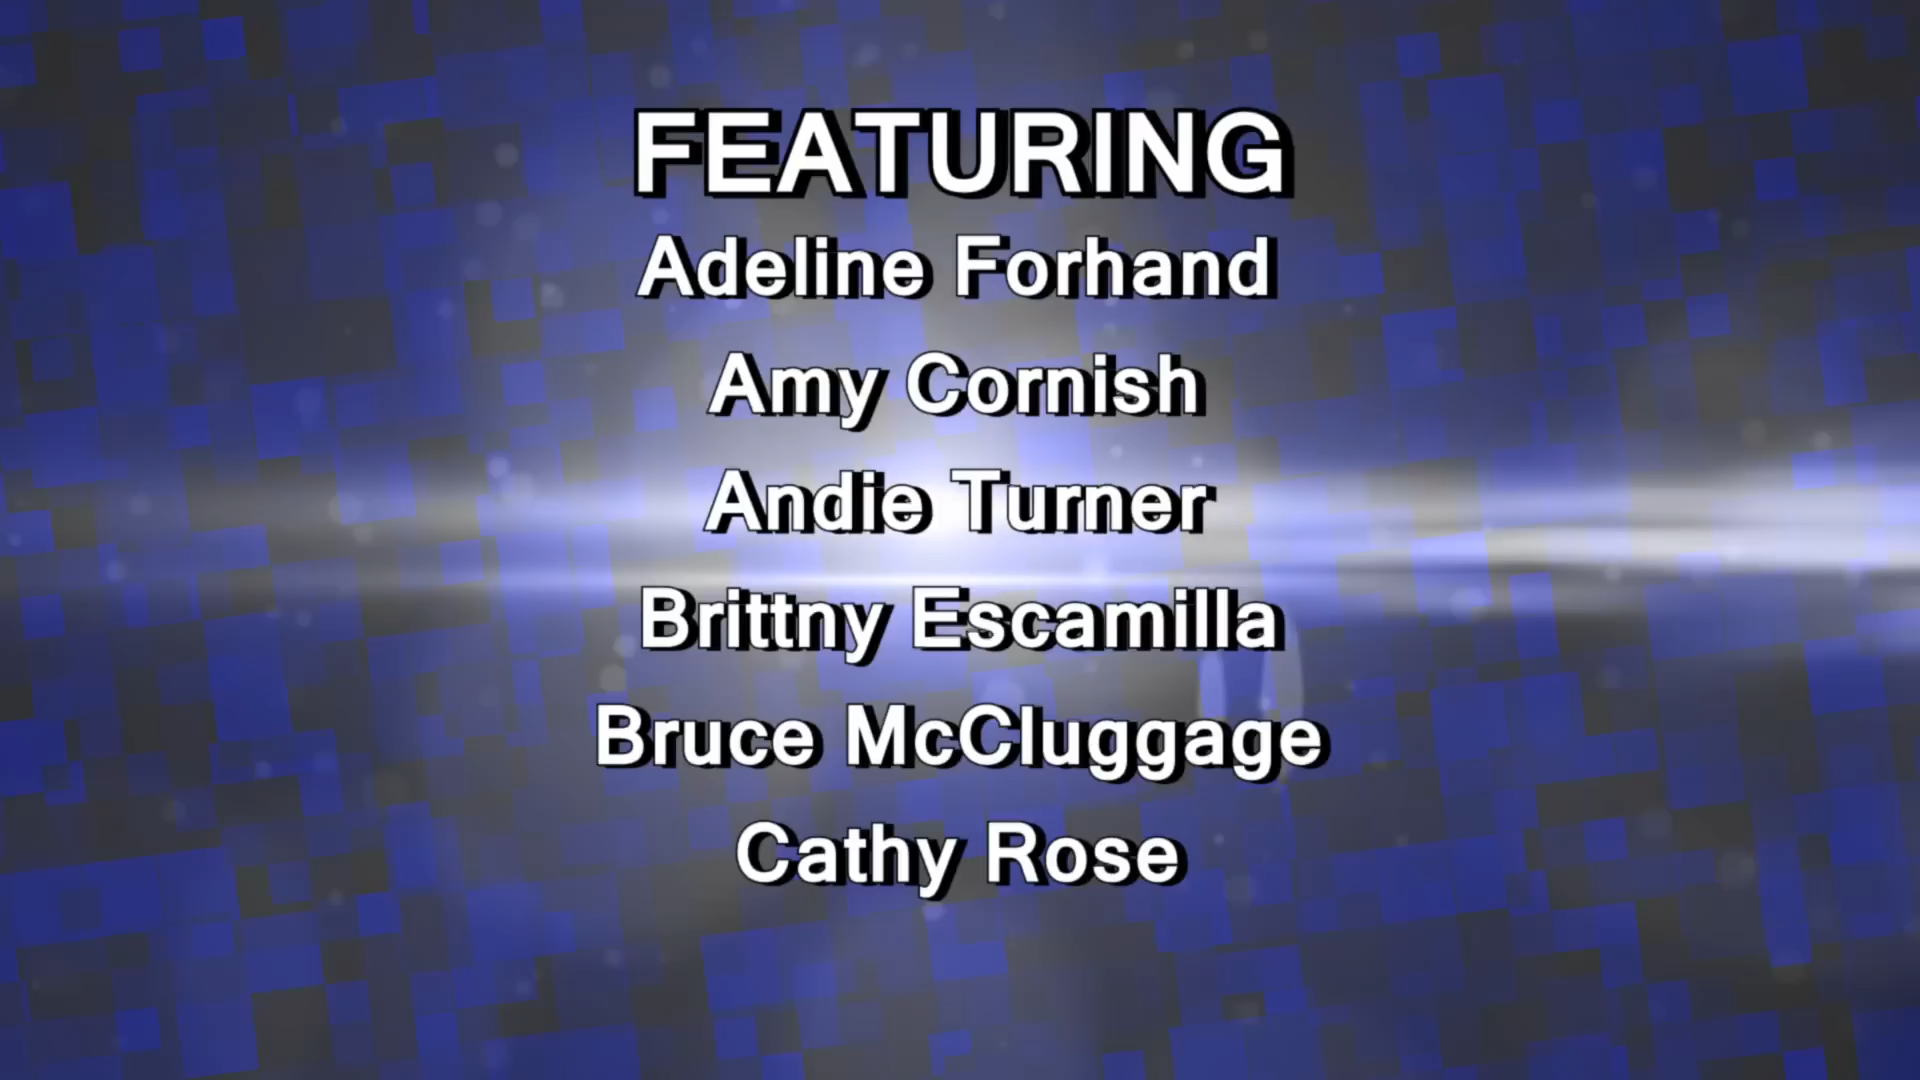 FEATURING
Adeline Forhand
Amy Cornish
Andie Turner
Brittny Escamilla
Bruce McCluggage
Cathy Rose